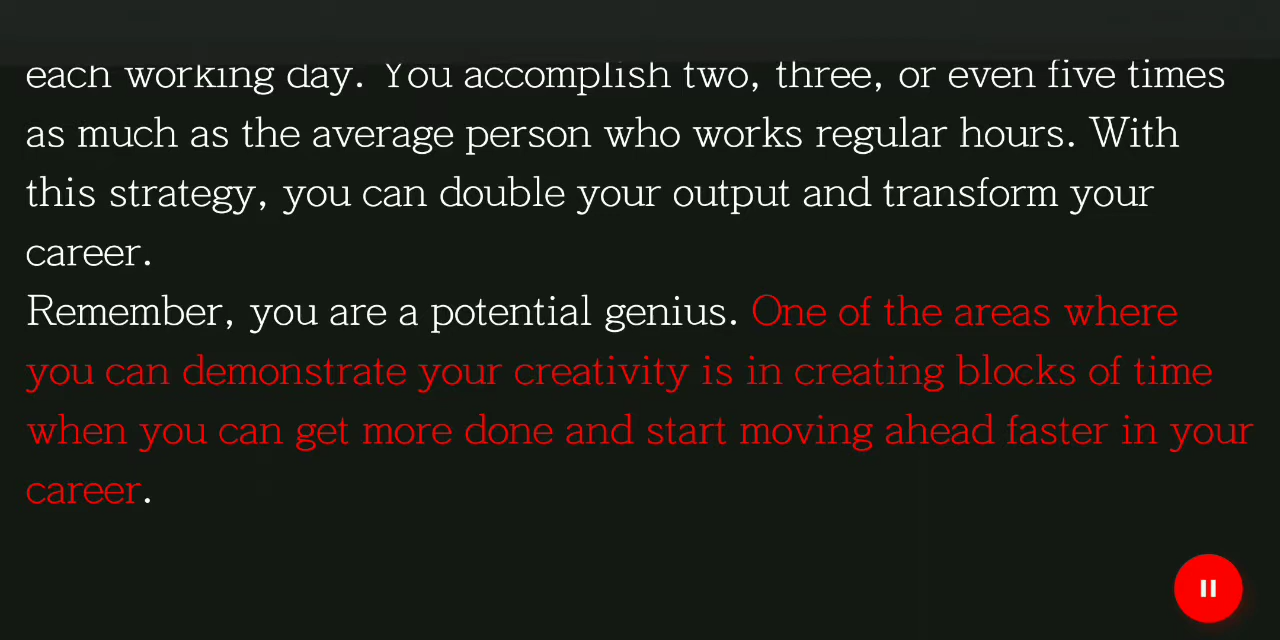 each working day. You accomplish two, three, or even five times
as much as the average person who works regular hours. With
this strategy, you can double your output and transform your
career.
Remember, you are a potential genius. One of the areas where
you can demonstrate your creativity is in creating blocks of time
when you can get more done and start moving ahead faster in your
career.